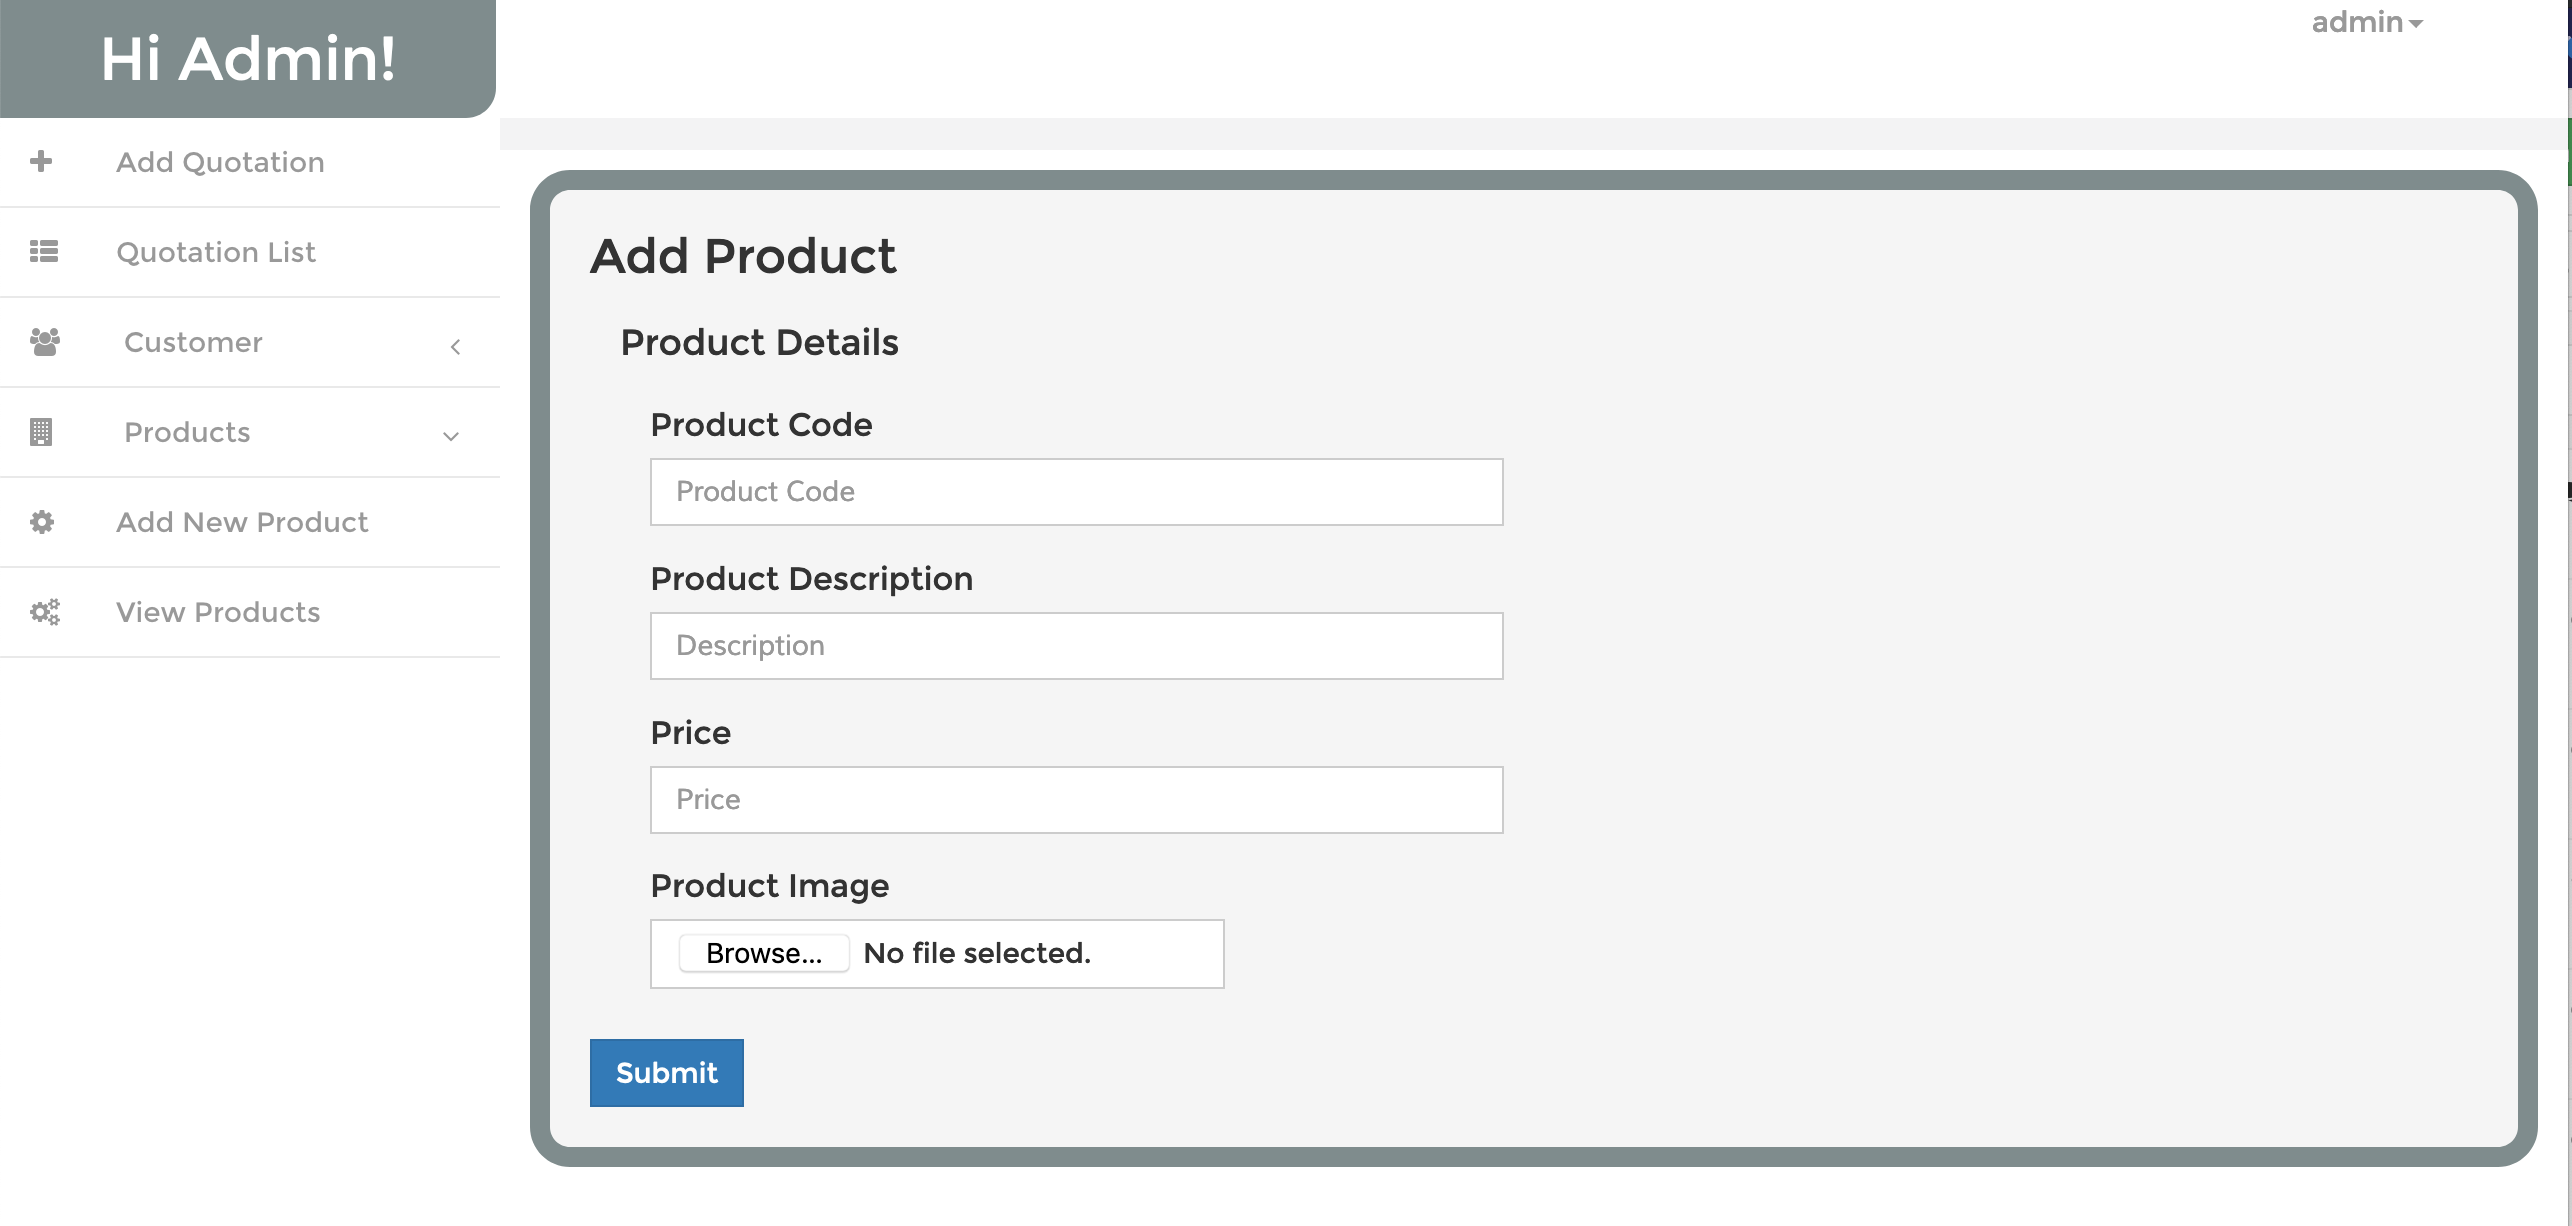 Hi Admin!
admin
Add Quotation
Quotation List
Customer
Products
Add New Product
View Products
Add Product
Product Details
Product Code
Product Code
Product Description
Description
Price
Price
Product Image
Browse... No file selected.
Submit